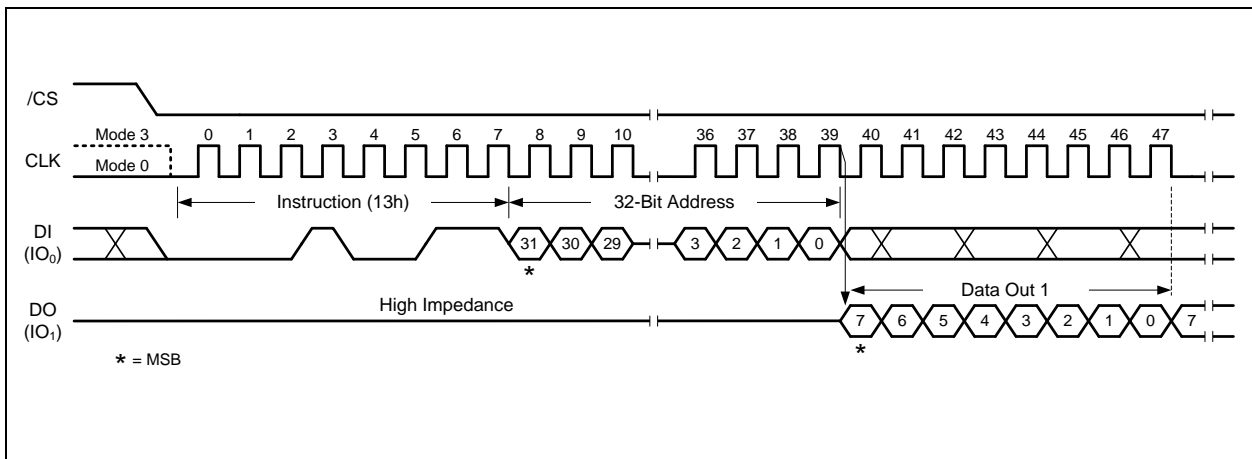 /CS
Mode 3
CLK
Mode 0
0 1 2 3 4 5 6 7 8 9 10 36 37 38 39 40 41 42 43 44 45 46 47
Instruction (13h) 32-Bit Address
DI
(IO₀)
31 30 29 3 2 1 0
*
High Impedance
Data Out 1
DO
(IO₁)
7 6 5 4 3 2 1 0 7
*
* = MSB